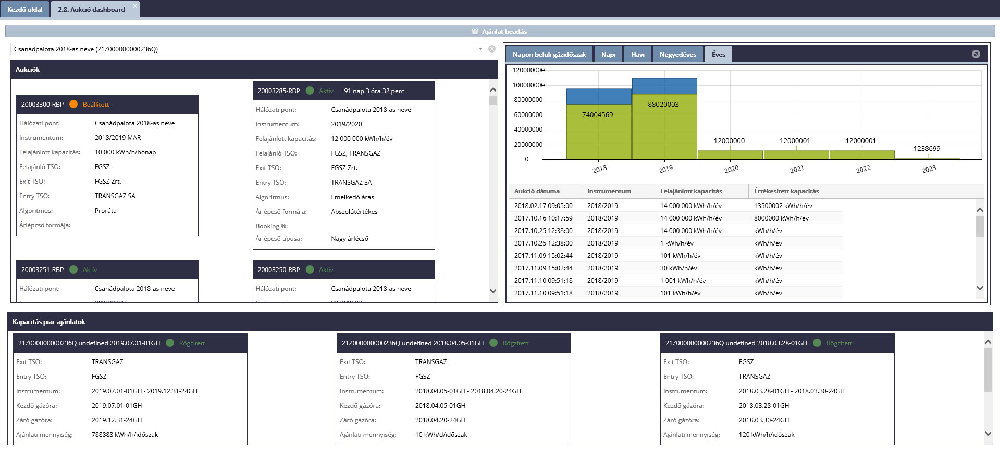 Kezdő oldal
2.8. Aukció dashboard
Ajánlat beadás
Csanádpalota 2018-as neve (21Z000000000236Q)
Aukciók
20003300-RBP Beállított
Hálózati pont: Csanádpalota 2018-as neve
Instrumentum: 2018/2019 MAR
Felajánlott kapacitás: 10 000 kWh/h/hónap
Felajánló TSO: FGSZ
Exit TSO: FGSZ Zrt.
Entry TSO: TRANSGAZ SA
Algoritmus: Proráta
Árlépcső formája:
20003285-RBP Aktív 91 nap 3 óra 32 perc
Hálózati pont: Csanádpalota 2018-as neve
Instrumentum: 2019/2020
Felajánlott kapacitás: 12 000 000 kWh/h/év
Felajánló TSO: FGSZ, TRANSGAZ
Exit TSO: FGSZ Zrt.
Entry TSO: TRANSGAZ SA
Algoritmus: Emelkedő áras
Árlépcső formája: Abszolútértékes
Booking %:
Árlépcső típusa: Nagy árlécső
20003251-RBP Aktív
Hálózati pont: Csanádpalota 2018-as neve
20003250-RBP Aktív
Hálózati pont: Csanádpalota 2018-as neve
Napon belüli gázidőszak Napi Havi Negyedéves Éves
120000000
100000000
80000000
60000000
40000000
20000000
0
74004569
88020003
12000000
12000001
12000001
1238699
2018 2019 2020 2021 2022 2023
Aukció dátuma Instrumentum Felajánlott kapacitás Értékesített kapacitás
2018.02.17 09:05:00 2018/2019 14 000 000 kWh/h/év 13500002 kWh/h/év
2017.10.16 10:17:59 2018/2019 14 000 000 kWh/h/év 8000000 kWh/h/év
2017.10.25 12:38:00 2018/2019 14 000 000 kWh/h/év kWh/h/év
2017.10.25 12:38:00 2018/2019 1 kWh/h/év kWh/h/év
2017.11.09 15:02:44 2018/2019 101 kWh/h/év kWh/h/év
2017.11.09 15:02:44 2018/2019 30 kWh/h/év kWh/h/év
2017.11.10 09:51:18 2018/2019 1 001 kWh/h/év kWh/h/év
2017.11.10 09:51:18 2018/2019 101 kWh/h/év kWh/h/év
Kapacitás piac ajánlatok
21Z000000000236Q undefined 2019.07.01-01GH Rögzített
Exit TSO: TRANSGAZ
Entry TSO: FGSZ
Instrumentum: 2019.07.01-01GH - 2019.12.31-24GH
Kezdő gázóra: 2019.07.01-01GH
Záró gázóra: 2019.12.31-24GH
Ajánlati mennyiség: 788888 kWh/h/időszak
21Z000000000236Q undefined 2018.04.05-01GH Rögzített
Exit TSO: TRANSGAZ
Entry TSO: FGSZ
Instrumentum: 2018.04.05-01GH - 2018.04.20-24GH
Kezdő gázóra: 2018.04.05-01GH
Záró gázóra: 2018.04.20-24GH
Ajánlati mennyiség: 10 kWh/d/időszak
21Z000000000236Q undefined 2018.03.28-01GH Rögzített
Exit TSO: FGSZ
Entry TSO: TRANSGAZ
Instrumentum: 2018.03.28-01GH - 2018.03.30-24GH
Kezdő gázóra: 2018.03.28-01GH
Záró gázóra: 2018.03.30-24GH
Ajánlati mennyiség: 120 kWh/h/időszak